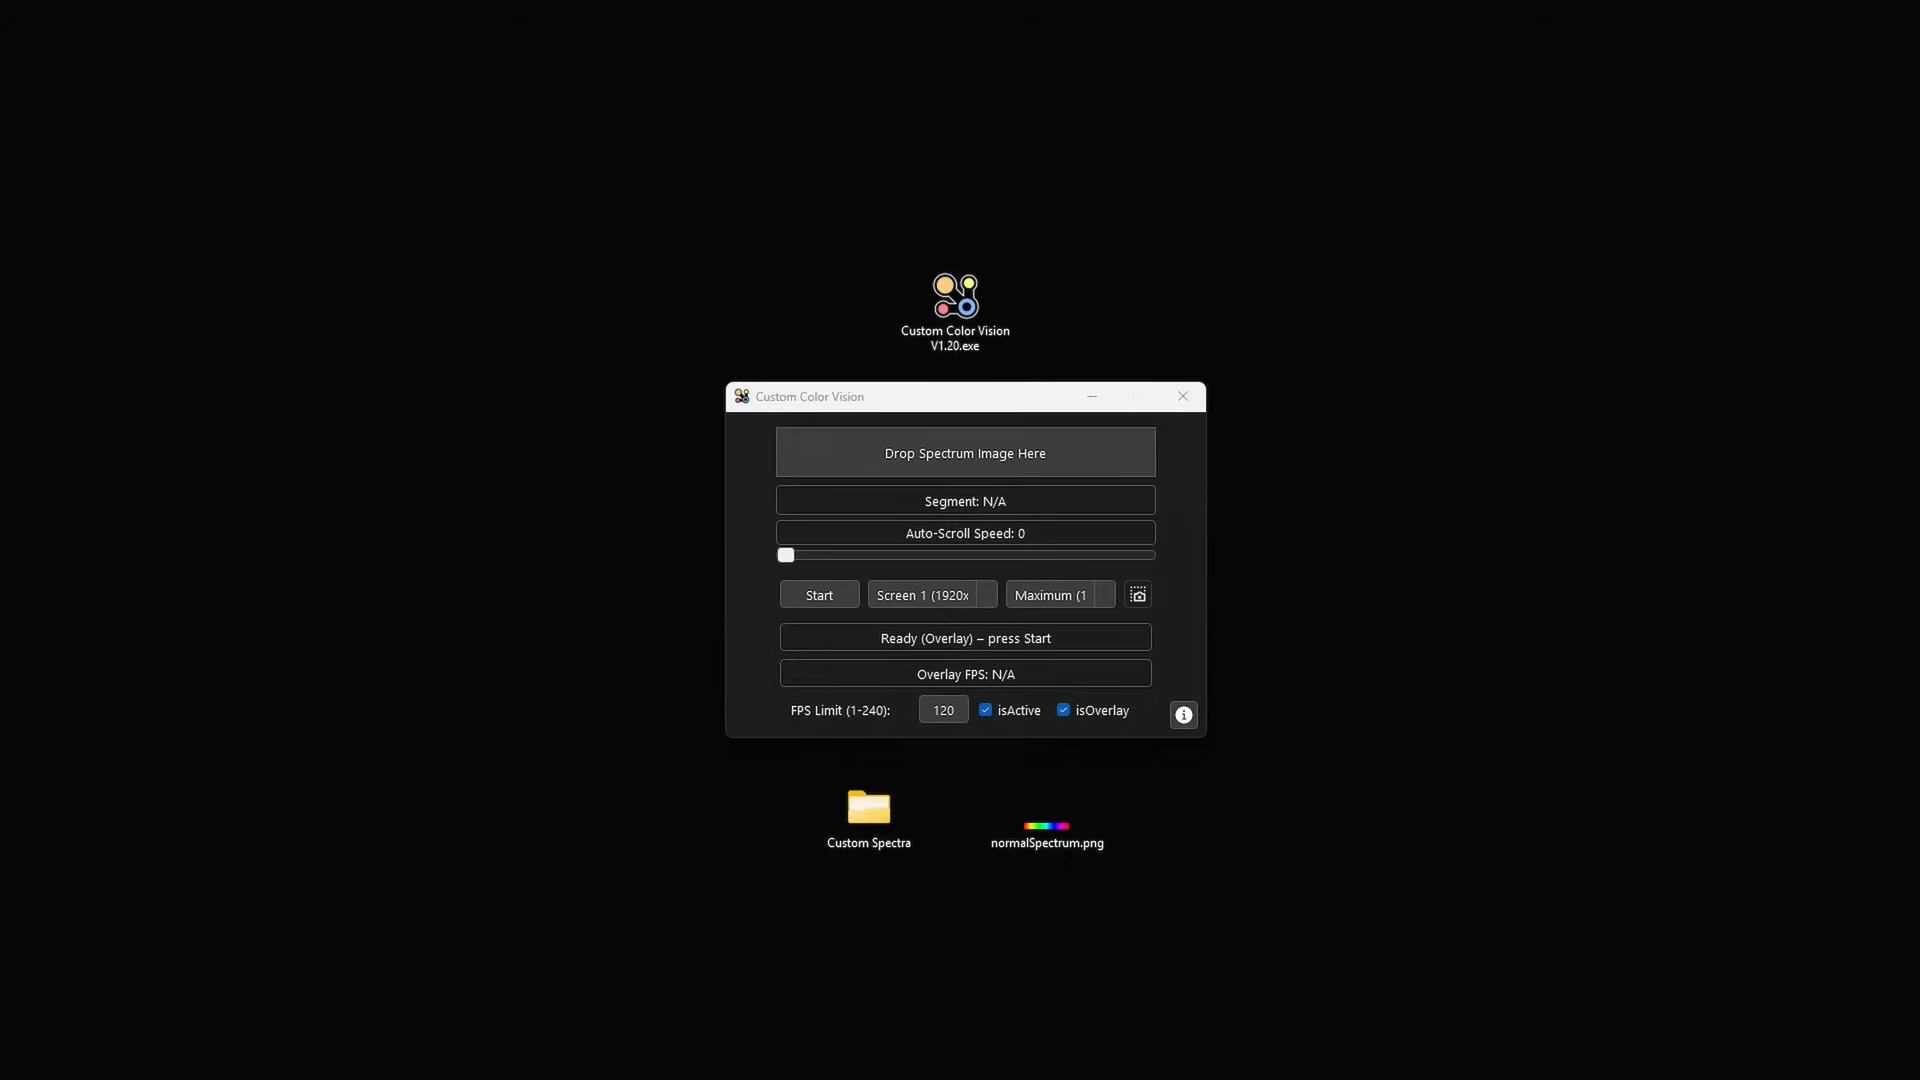 Custom Color Vision
V1.20.exe
Custom Color Vision
Drop Spectrum Image Here
Segment: N/A
Auto-Scroll Speed: 0
Start
Screen 1 (1920x
Maximum (1
Ready (Overlay) – press Start
Overlay FPS: N/A
FPS Limit (1-240):
120
isActive
isOverlay
Custom Spectra
normalSpectrum.png